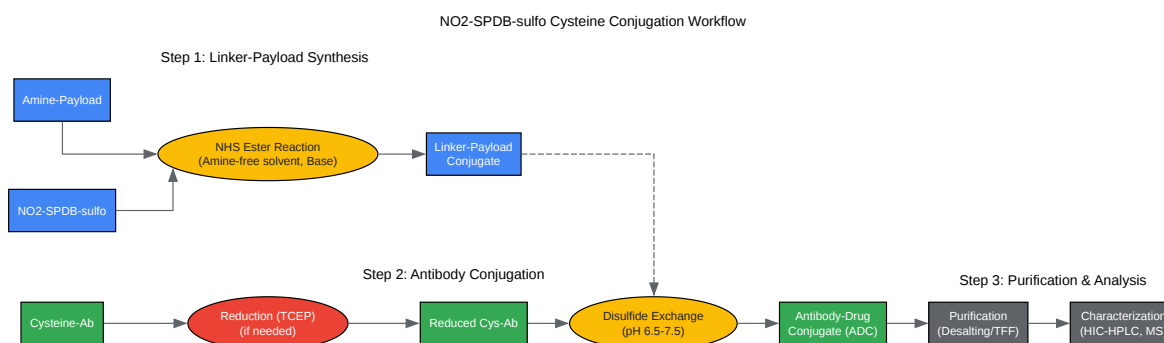 NO2-SPDB-sulfo Cysteine Conjugation Workflow
Step 1: Linker-Payload Synthesis
Amine-Payload
NHS Ester Reaction
(Amine-free solvent, Base)
Linker-Payload
Conjugate
NO2-SPDB-sulfo
Step 2: Antibody Conjugation
Step 3: Purification & Analysis
Cysteine-Ab
Reduction (TCEP)
(if needed)
Reduced Cys-Ab
Disulfide Exchange
(pH 6.5-7.5)
Antibody-Drug
Conjugate (ADC)
Purification
(Desalting/TFF)
Characterization
(HIC-HPLC, MS